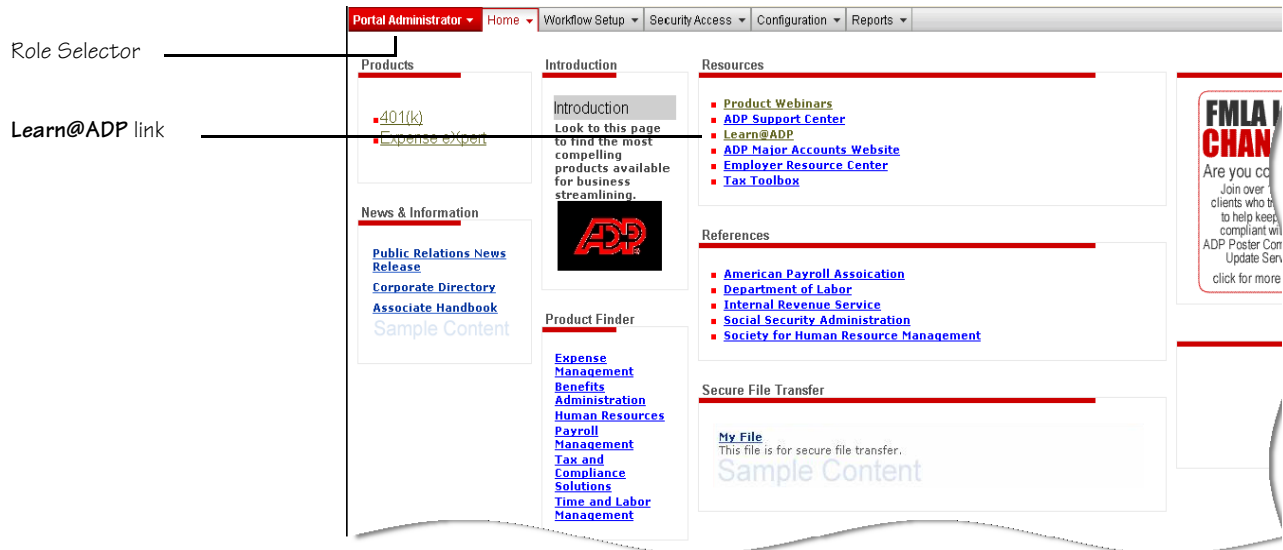 Portal Administrator Home Workflow Setup Security Access Configuration Reports
Role Selector
Learn@ADP link
Products
401(k)
Expense eXpert
News & Information
Public Relations News
Release
Corporate Directory
Associate Handbook
Sample Content
Introduction
Introduction
Look to this page
to find the most
compelling
products available
for business
streamlining.
ADP
Product Finder
Expense
Management
Benefits
Administration
Human Resources
Payroll
Management
Tax and
Compliance
Solutions
Time and Labor
Management
Resources
Product Webinars
ADP Support Center
Learn@ADP
ADP Major Accounts Website
Employer Resource Center
Tax Toolbox
References
American Payroll Assoication
Department of Labor
Internal Revenue Service
Social Security Administration
Society for Human Resource Management
Secure File Transfer
My File
This file is for secure file transfer.
Sample Content
FMLA
CHAN
Are you co
Join over
clients who
to help keep
compliant
ADP Poster Com
Update Serv
click for more